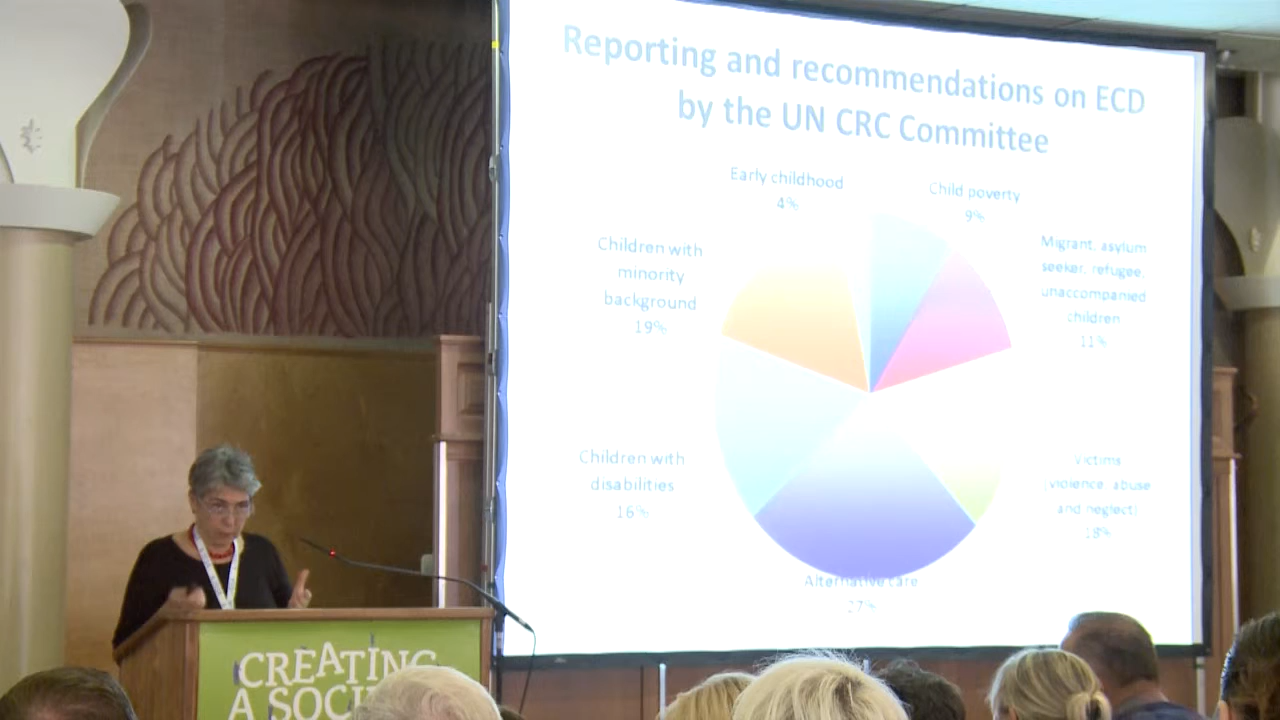 Reporting and recommendations on ECD
by the UN CRC Committee
Early childhood
4%
Child poverty
9%
Children with
minority
background
19%
Migrant, asylum
seeker, refugee,
unaccompanied
children
11%
Children with
disabilities
16%
Victims
(violence, abuse
and neglect)
18%
Alternative care
27%
CREATING
A SOCI